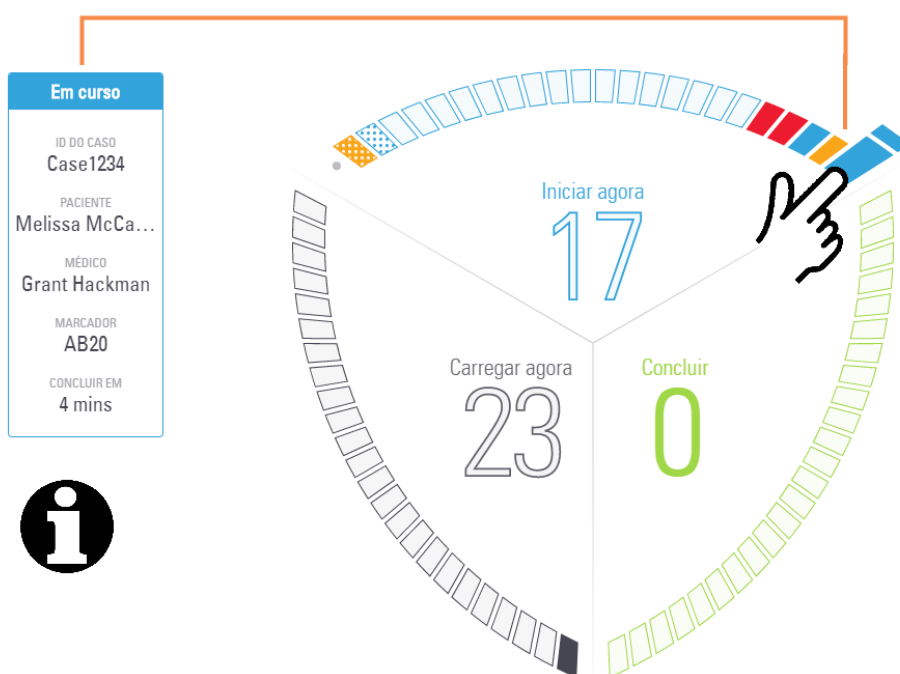 Em curso
ID DO CASO
Case1234
PACIENTE
Melissa McCa...
MÉDICO
Grant Hackman
MARCADOR
AB20
CONCLUIR EM
4 mins
Iniciar agora
17
Carregar agora
23
Concluir
0